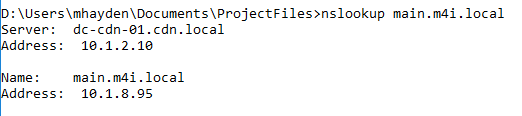 D:\Users\mhayden\Documents\ProjectFiles>nslookup main.m4i.local
Server:  dc-cdn-01.cdn.local
Address:  10.1.2.10
Name:    main.m4i.local
Address:  10.1.8.95